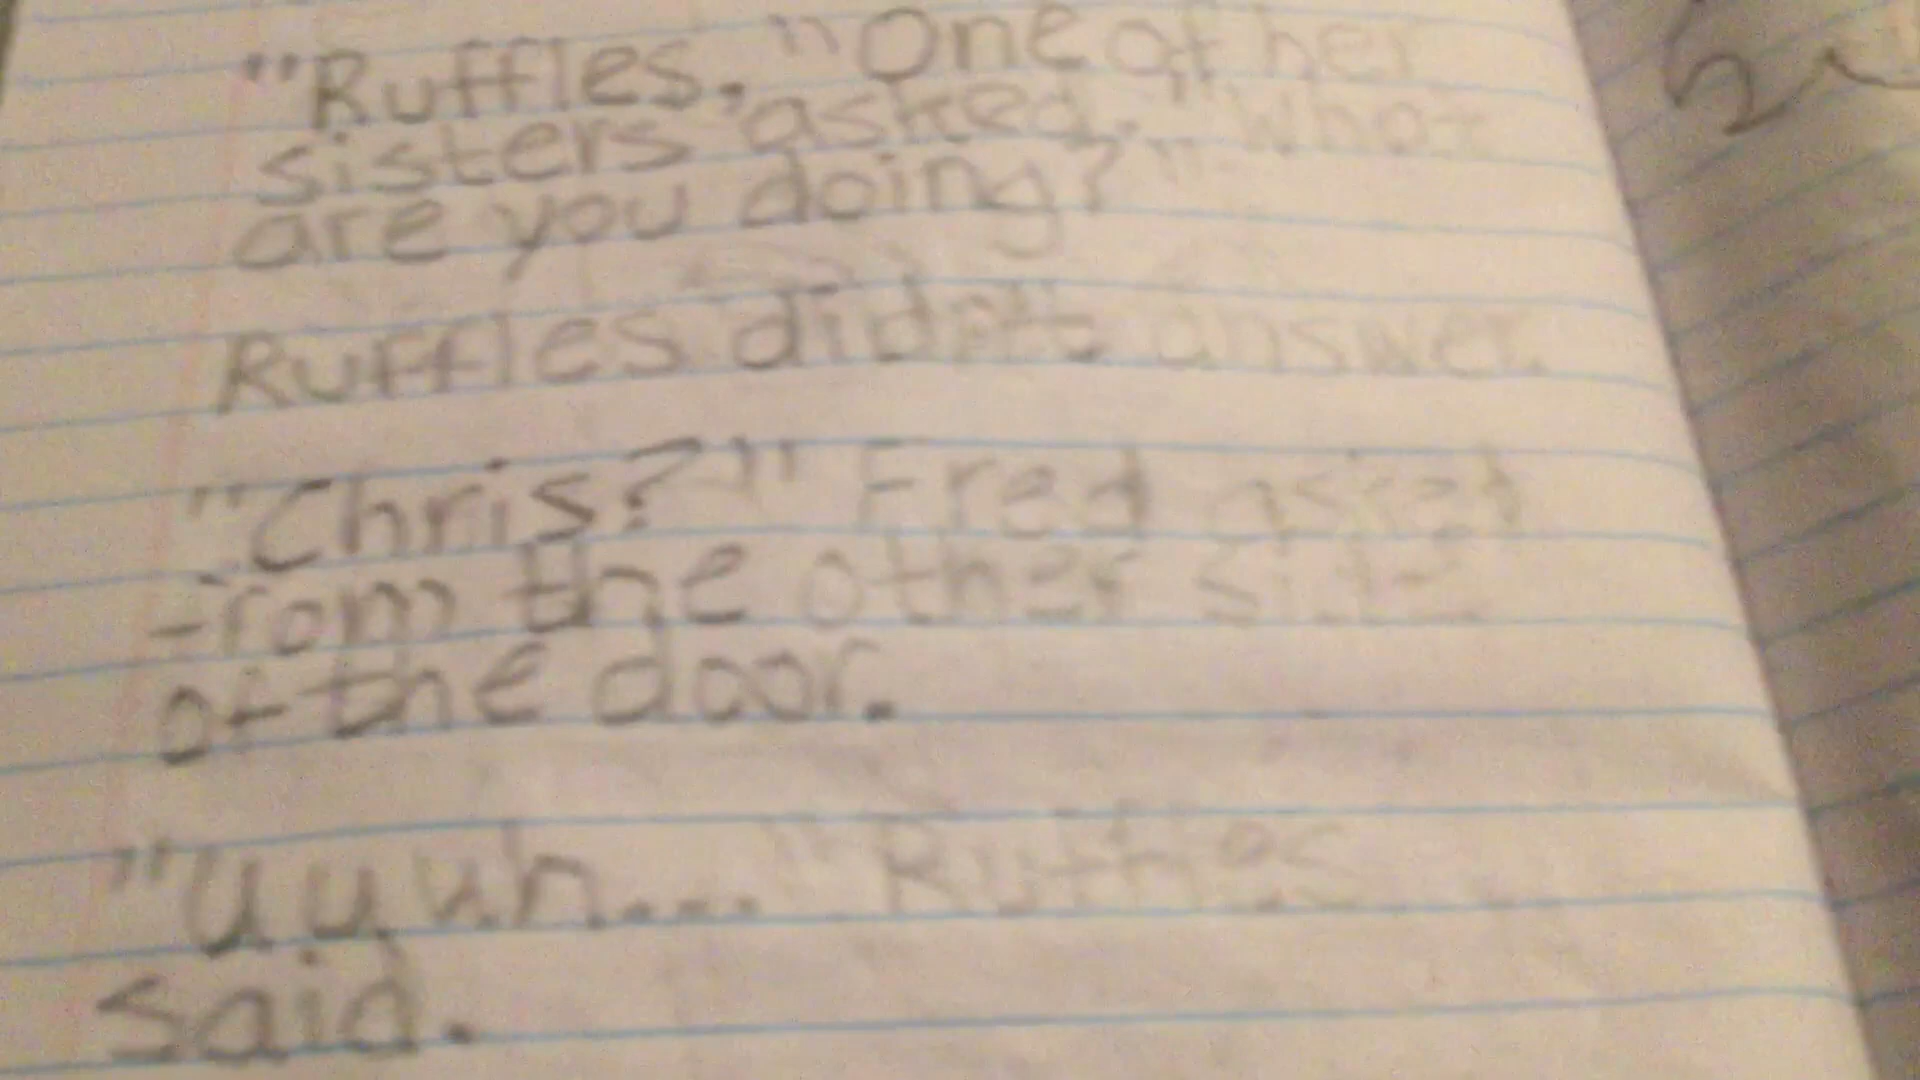 "Ruffles," One of her
sisters asked, "What
are you doing?"
Ruffles didn't answer.
"Chris?" Fred asked
from the other side
of the door.
"uuuh..." Ruffles
said.